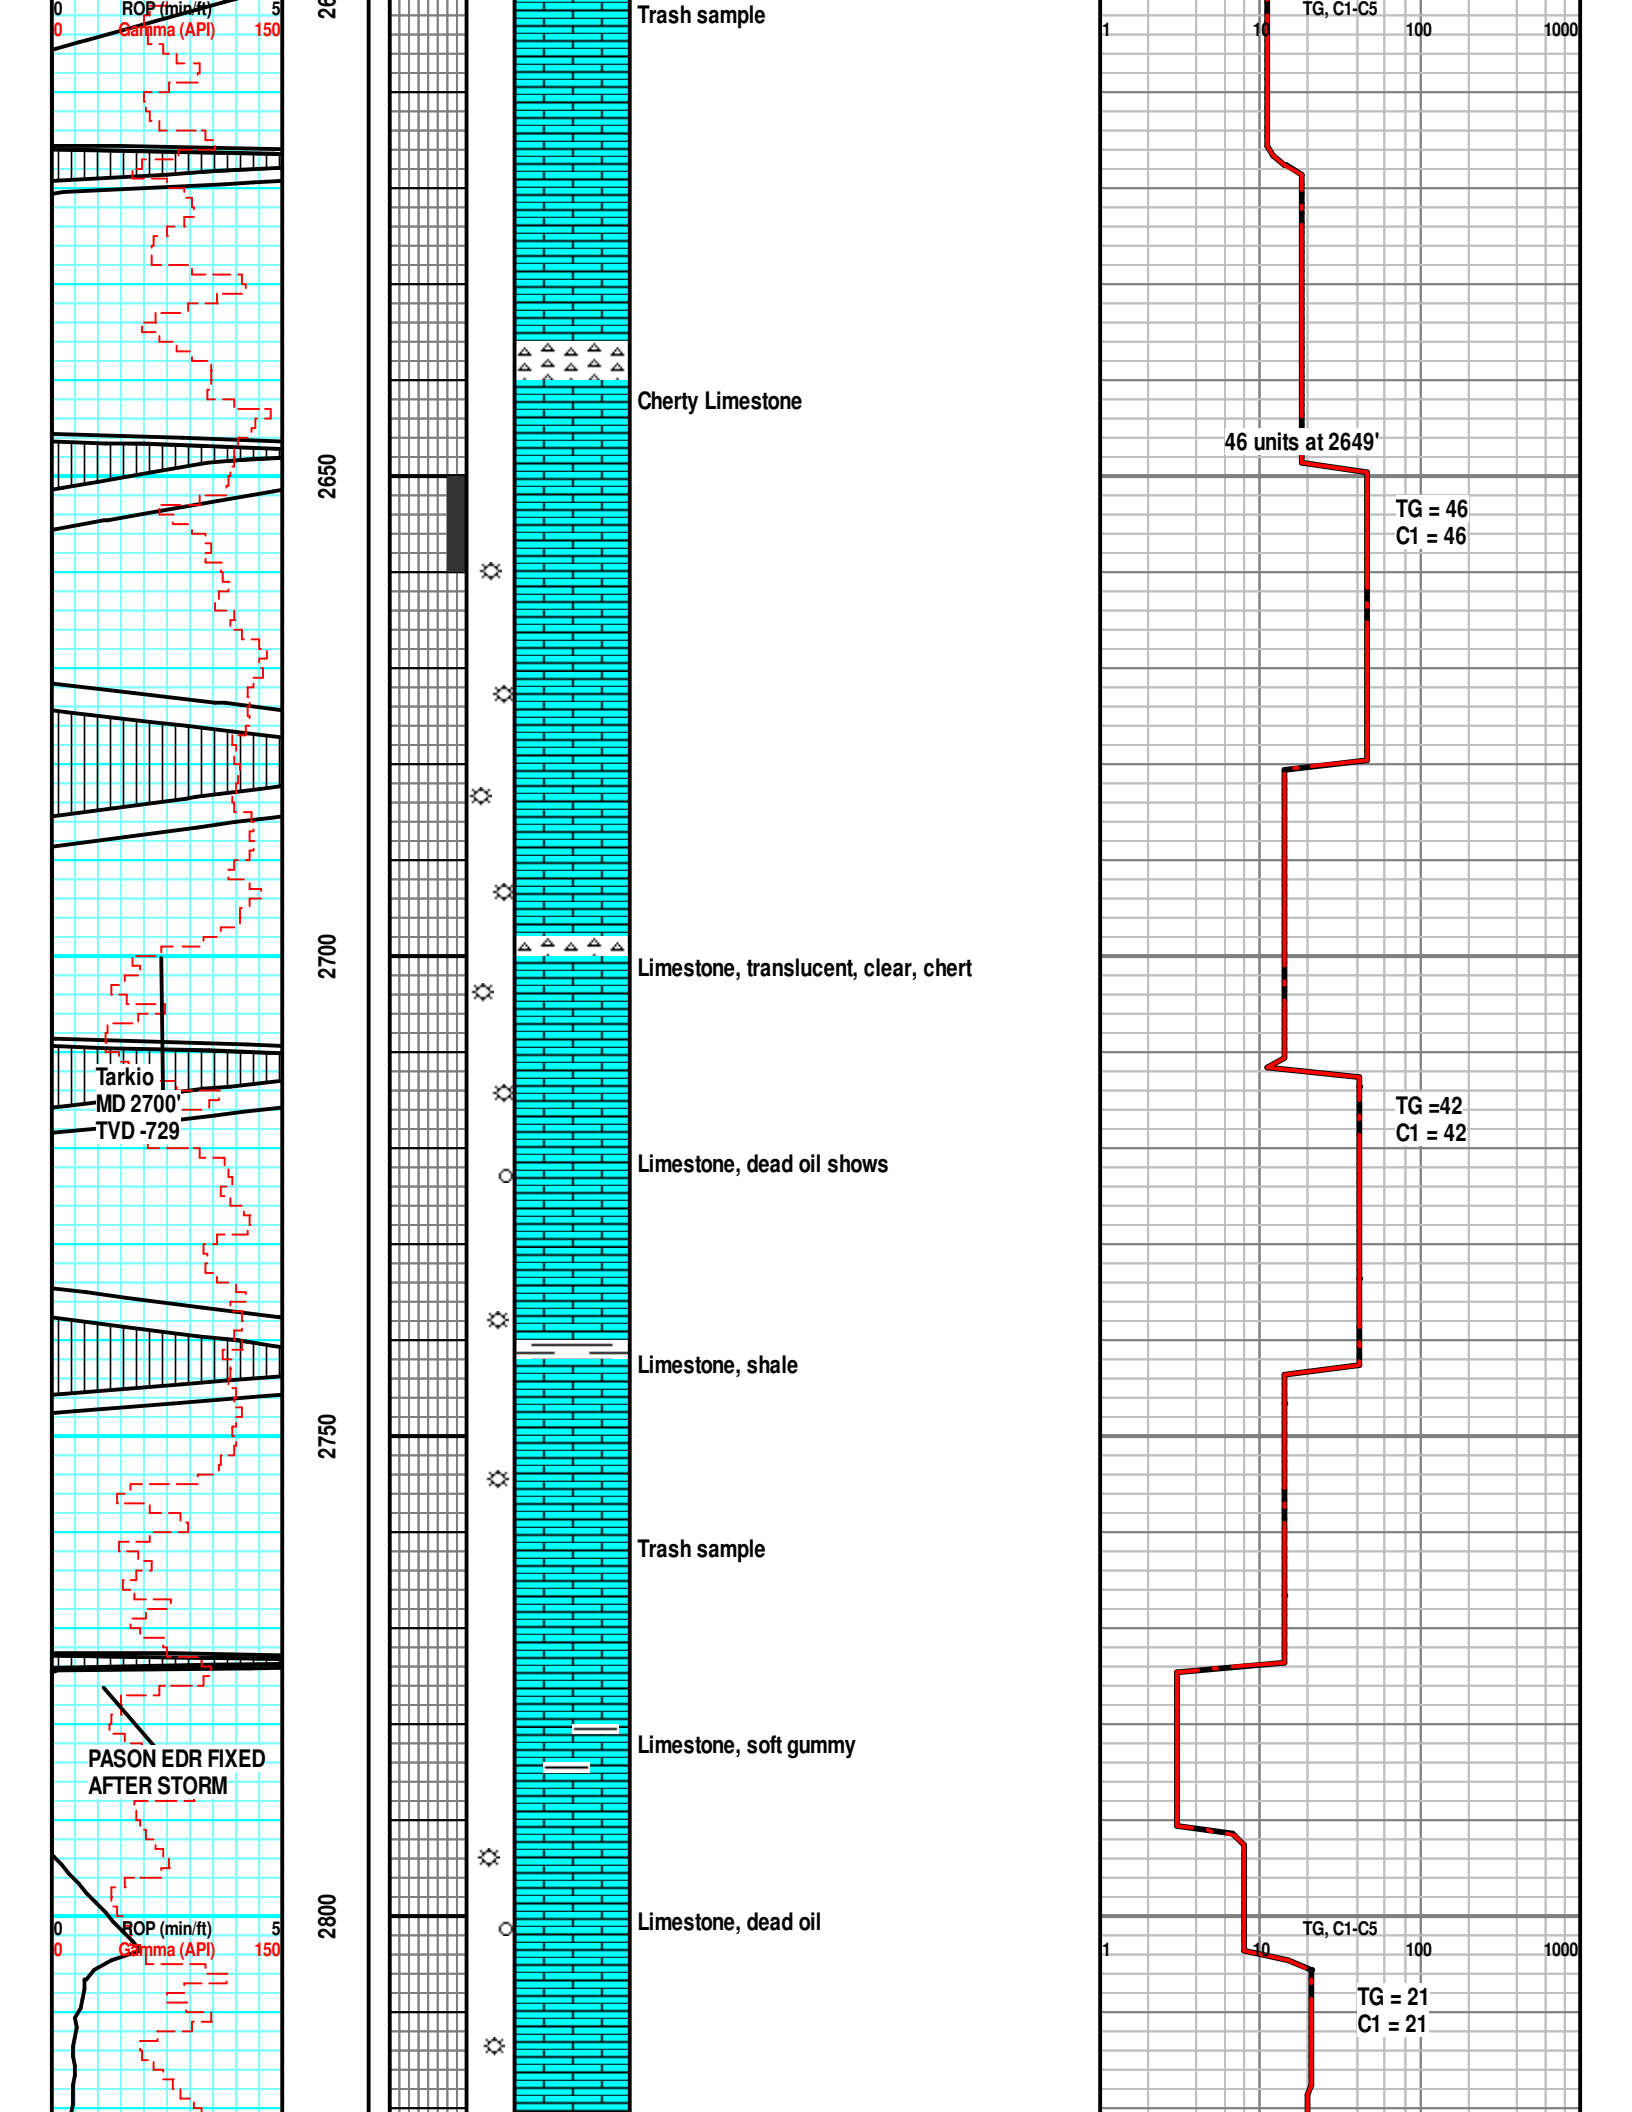 0 ROP (min/ft) 5
0 Gamma (API) 150
Trash sample
TG, C1-C5
1 10 100 1000
Cherty Limestone
46 units at 2649'
2650
TG = 46
C1 = 46
2700
Limestone, translucent, clear, chert
Tarkio
MD 2700'
TVD -729
TG =42
C1 = 42
Limestone, dead oil shows
Limestone, shale
2750
Trash sample
Limestone, soft gummy
PASON EDR FIXED
AFTER STORM
2800
Limestone, dead oil
0 ROP (min/ft) 5
0 Gamma (API) 150
TG, C1-C5
1 10 100 1000
TG = 21
C1 = 21